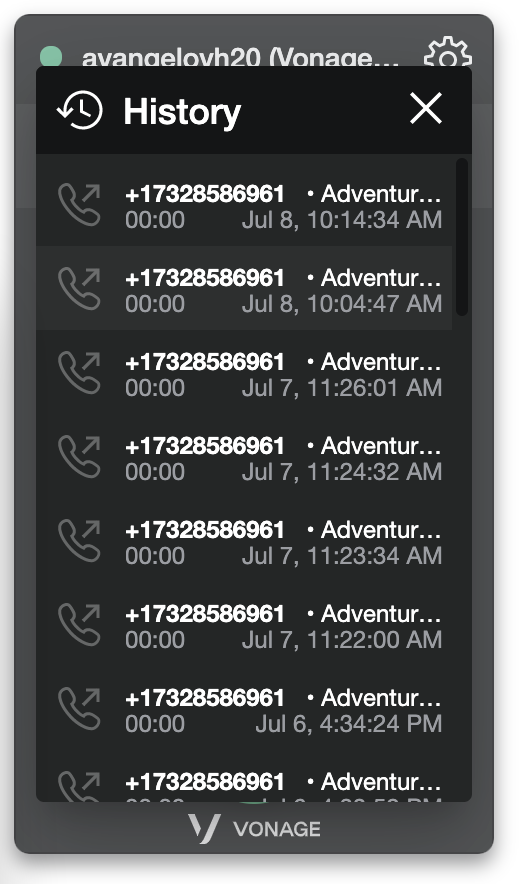 avangelovh20 (Vonage...
History
+17328586961 • Adventur...
00:00 Jul 8, 10:14:34 AM
+17328586961 • Adventur...
00:00 Jul 8, 10:04:47 AM
+17328586961 • Adventur...
00:00 Jul 7, 11:26:01 AM
+17328586961 • Adventur...
00:00 Jul 7, 11:24:32 AM
+17328586961 • Adventur...
00:00 Jul 7, 11:23:34 AM
+17328586961 • Adventur...
00:00 Jul 7, 11:22:00 AM
+17328586961 • Adventur...
00:00 Jul 6, 4:34:24 PM
+17328586961 • Adventur...
VONAGE